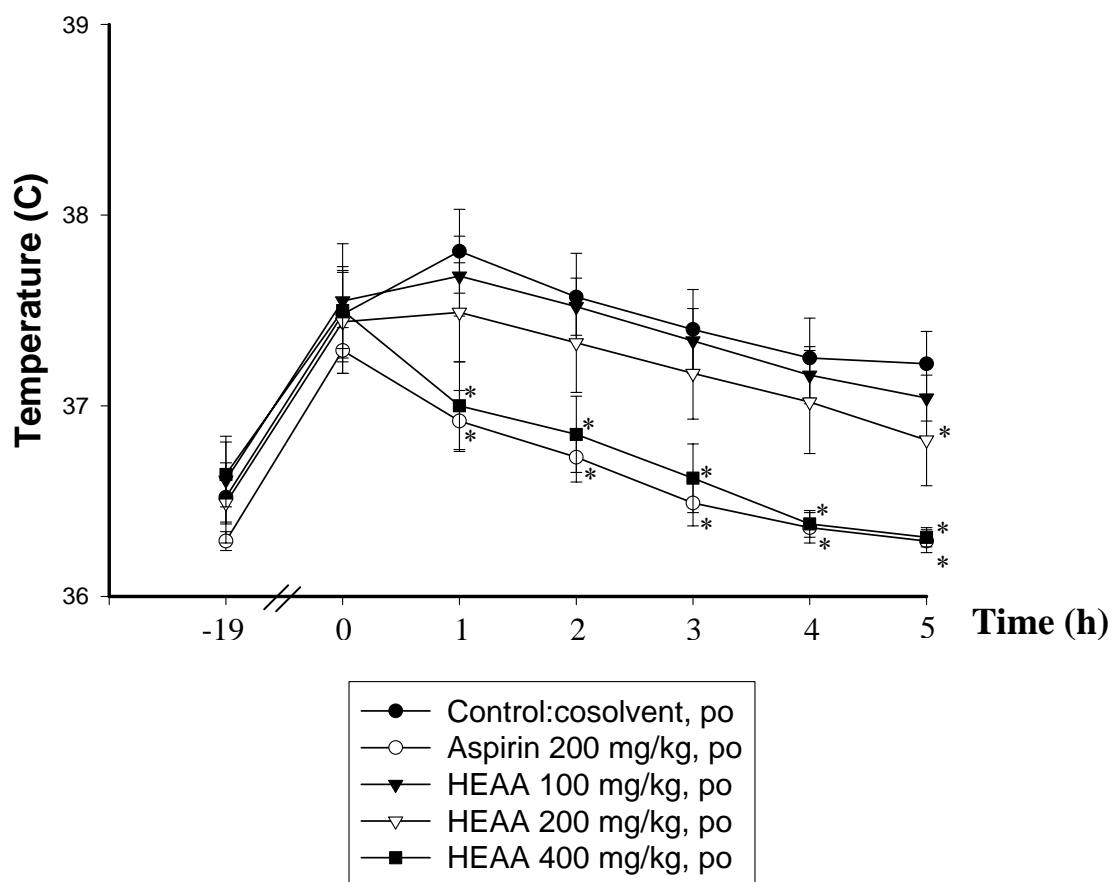 39
38
37
36
Temperature (C)
* * * * * * * * * * *
-19 0 1 2 3 4 5 Time (h)
Control:cosolvent, po
Aspirin 200 mg/kg, po
HEAA 100 mg/kg, po
HEAA 200 mg/kg, po
HEAA 400 mg/kg, po